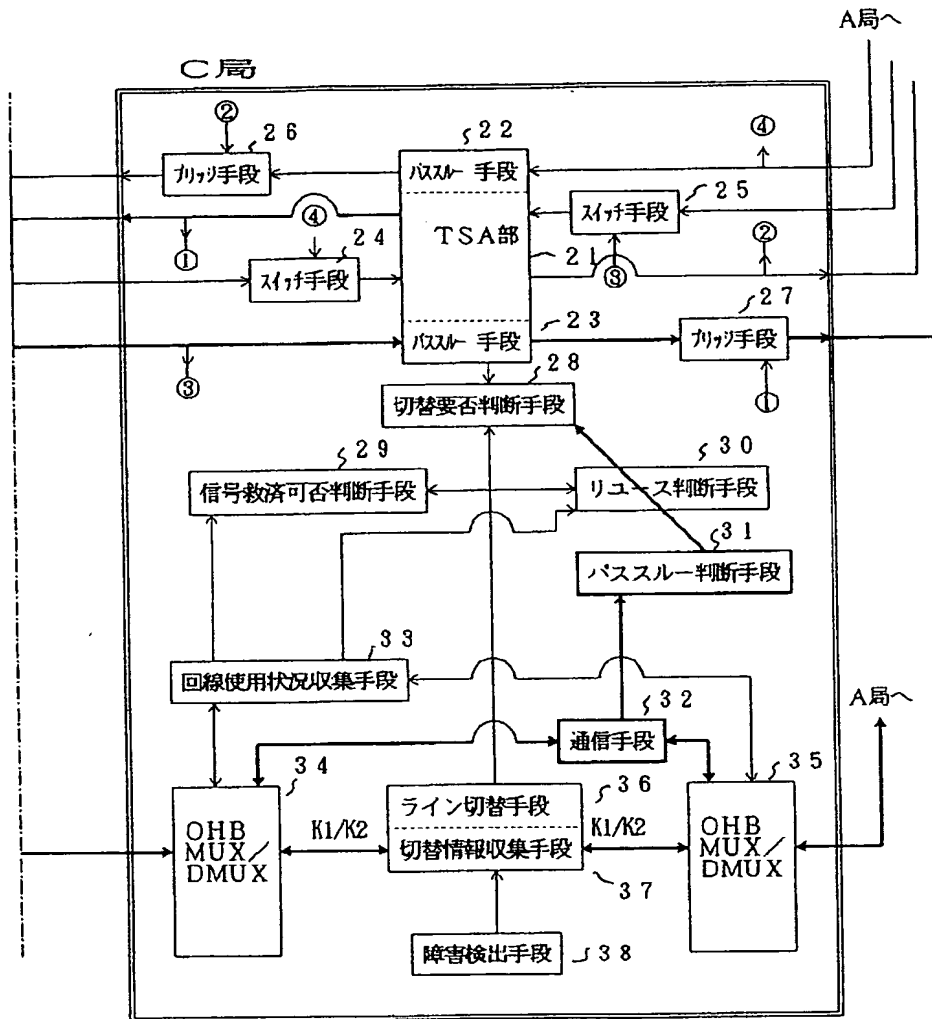 A局へ
C局
② 26 22 ④
ブリッジ手段
パススルー 手段
25
スイッチ手段
④ ② 
TSA部
① 24 21
スイッチ手段
③
27
23
ブリッジ手段
パススルー 手段
③ 28 ①
切替要否判断手段
29 30
信号救済可否判断手段
リユース判断手段
31
パススルー判断手段
33
回線使用状況収集手段
A局へ
32
通信手段
34 35
36
ライン切替手段
OHB
MUX/
DMUX
K1/K2
K1/K2
OHB
MUX/
DMUX
切替情報収集手段
37
障害検出手段
38